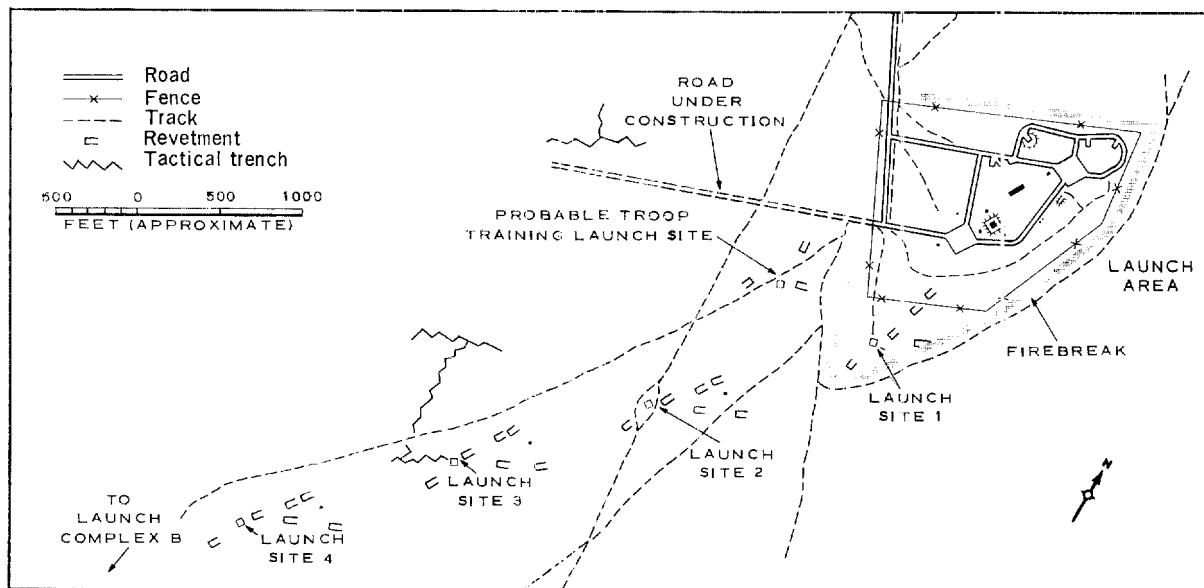 Road
Fence
Track
Revetment
Tactical trench
500 0 500 1000
FEET (APPROXIMATE)
ROAD
UNDER
CONSTRUCTION
PROBABLE TROOP
TRAINING LAUNCH SITE
LAUNCH
AREA
FIREBREAK
LAUNCH
SITE 1
LAUNCH
SITE 2
LAUNCH
SITE 3
LAUNCH
SITE 4
TO
LAUNCH
COMPLEX B
N